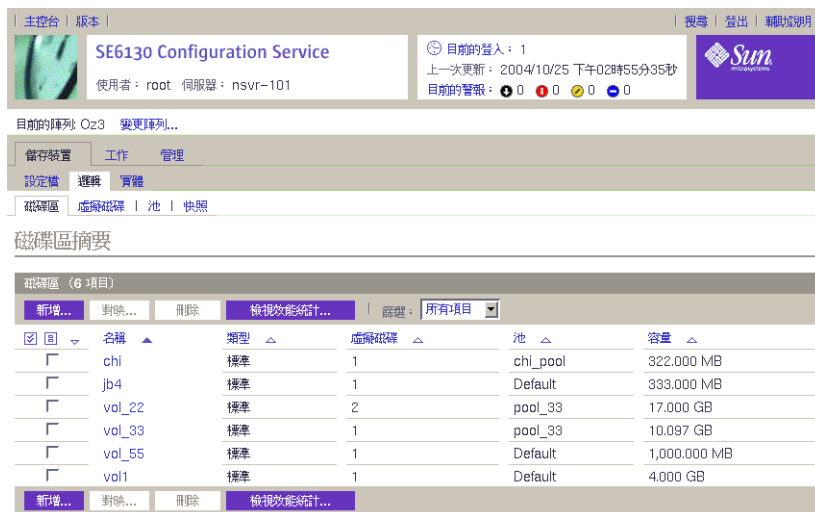 主控台 | 版本 | | 搜尋 | 登出 | 輔助說明
SE6130 Configuration Service
使用者： root 伺服器： nsvr-101
目前的登入： 1
上一次更新： 2004/10/25 下午02時55分35秒
目前的警報： 0 0 0 0
Sun
microsystems
目前的陣列: Oz3 變更陣列...
儲存裝置 工作 管理
設定檔 邏輯 實體
磁碟區 虛擬磁碟 | 池 | 快照
磁碟區摘要
磁碟區（6 項目）
新增... 對映... 刪除 檢視效能統計... | 篩選： 所有項目
名稱 類型 虛擬磁碟 池 容量
chi 標準 1 chi_pool 322.000 MB
jb4 標準 1 Default 333.000 MB
vol_22 標準 2 pool_33 17.000 GB
vol_33 標準 1 pool_33 10.097 GB
vol_55 標準 1 Default 1,000.000 MB
vol1 標準 1 Default 4.000 GB
新增... 對映... 刪除 檢視效能統計...